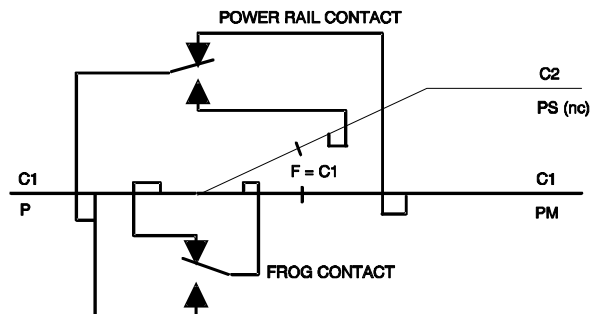 POWER RAIL CONTACT
C2
PS (nc)
F = C1
C1
C1
P
PM
FROG CONTACT